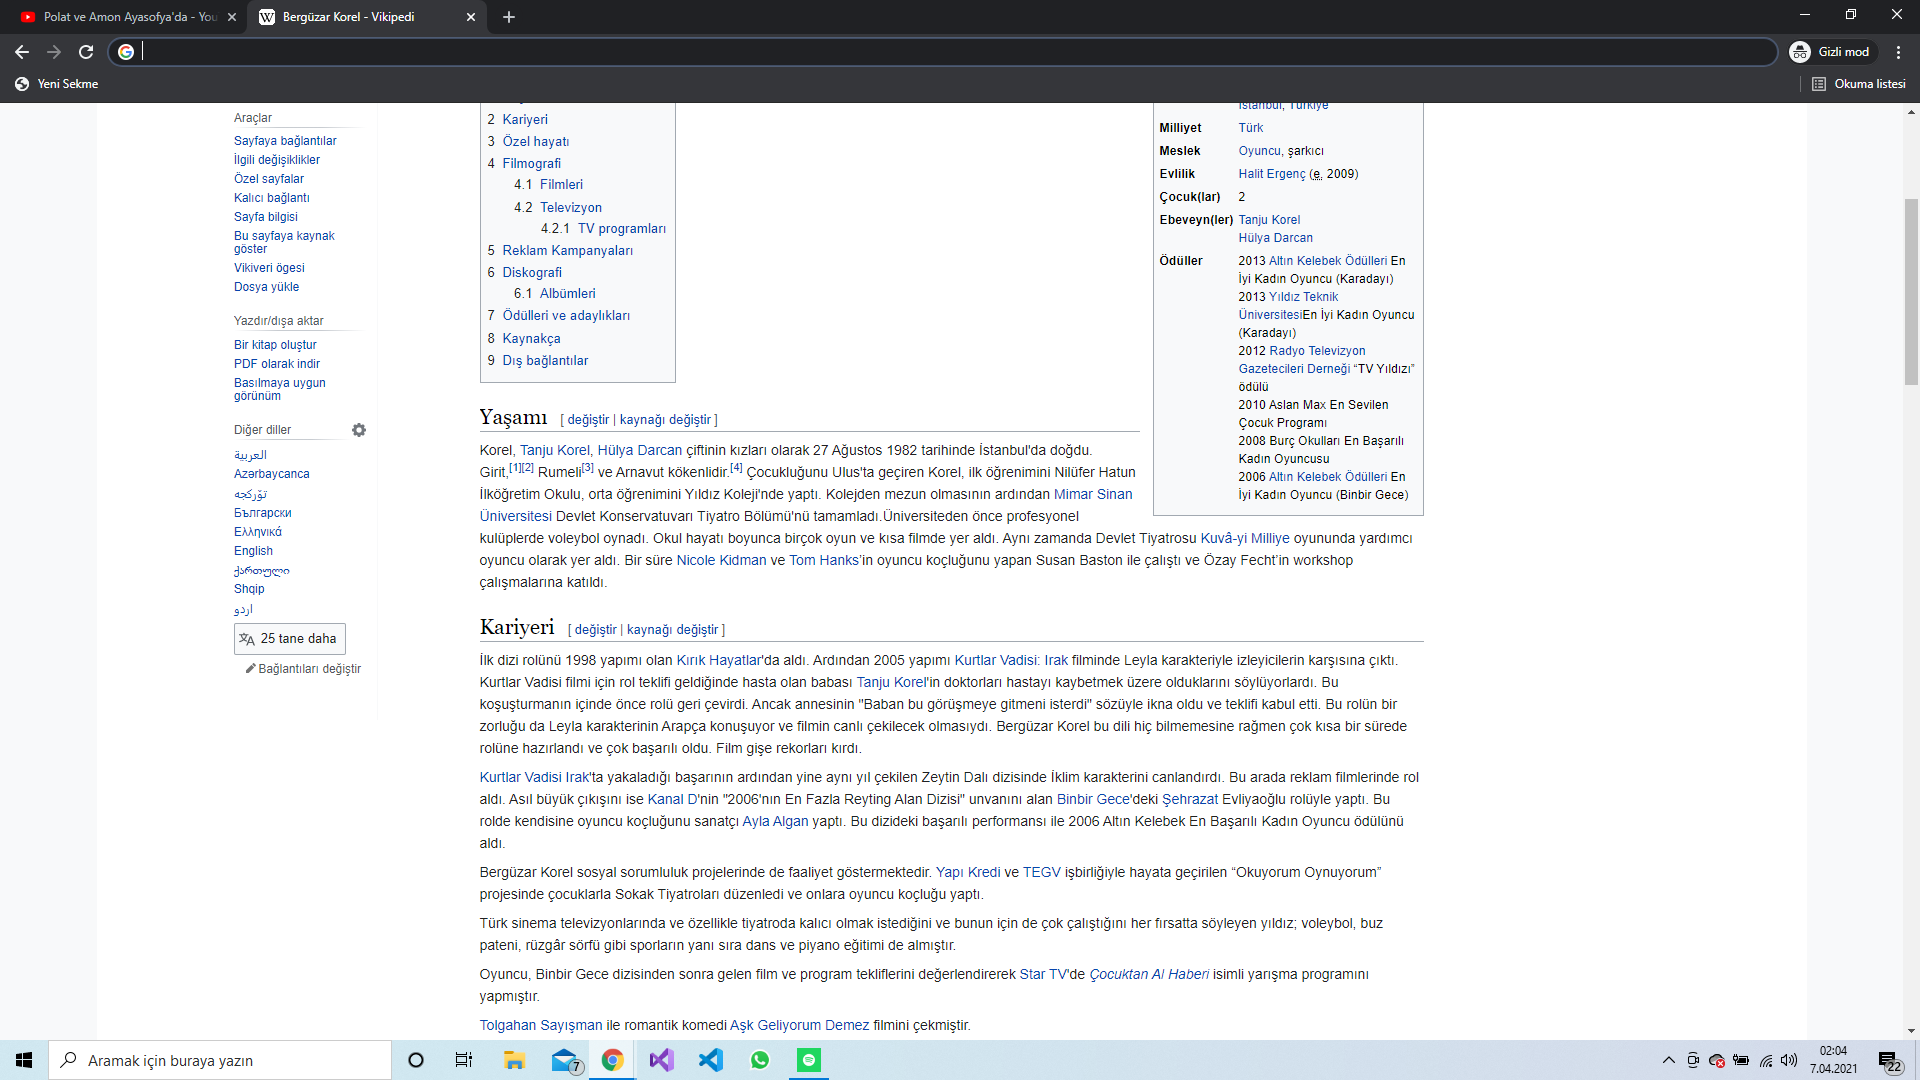 Polat ve Amon Ayasofya'da - You
Bergüzar Korel - Vikipedi
Gizli mod
Yeni Sekme
Okuma listesi
Araçlar
Sayfaya bağlantılar
İlgili değişiklikler
Özel sayfalar
Kalıcı bağlantı
Sayfa bilgisi
Bu sayfaya kaynak
göster
Vikiveri ögesi
Dosya yükle
Yazdır/dışa aktar
Bir kitap oluştur
PDF olarak indir
Basılmaya uygun
görünüm
Diğer diller
العربية
Azərbaycanca
تۆرکجه
Български
Ελληνικά
English
ქართული
Shqip
اردو
25 tane daha
Bağlantıları değiştir
2 Kariyeri
3 Özel hayatı
4 Filmografi
4.1 Filmleri
4.2 Televizyon
4.2.1 TV programları
5 Reklam Kampanyaları
6 Diskografi
6.1 Albümleri
7 Ödülleri ve adaylıkları
8 Kaynakça
9 Dış bağlantılar
İstanbul, Türkiye
Milliyet Türk
Meslek Oyuncu, şarkıcı
Evlilik Halit Ergenç (e. 2009)
Çocuk(lar) 2
Ebeveyn(ler) Tanju Korel
Hülya Darcan
Ödüller 2013 Altın Kelebek Ödülleri En
İyi Kadın Oyuncu (Karadayı)
2013 Yıldız Teknik
ÜniversitesiEn İyi Kadın Oyuncu
(Karadayı)
2012 Radyo Televizyon
Gazetecileri Derneği “TV Yıldızı”
ödülü
2010 Aslan Max En Sevilen
Çocuk Programı
2008 Burç Okulları En Başarılı
Kadın Oyuncusu
2006 Altın Kelebek Ödülleri En
İyi Kadın Oyuncu (Binbir Gece)
Yaşamı [ değiştir | kaynağı değiştir ]
Korel, Tanju Korel, Hülya Darcan çiftinin kızları olarak 27 Ağustos 1982 tarihinde İstanbul'da doğdu.
Girit,[1][2] Rumeli[3] ve Arnavut kökenlidir.[4] Çocukluğunu Ulus'ta geçiren Korel, ilk öğrenimini Nilüfer Hatun
İlköğretim Okulu, orta öğrenimini Yıldız Koleji'nde yaptı. Kolejden mezun olmasının ardından Mimar Sinan
Üniversitesi Devlet Konservatuvarı Tiyatro Bölümü'nü tamamladı.Üniversiteden önce profesyonel
kulüplerde voleybol oynadı. Okul hayatı boyunca birçok oyun ve kısa filmde yer aldı. Aynı zamanda Devlet Tiyatrosu Kuvâ-yi Milliye oyununda yardımcı
oyuncu olarak yer aldı. Bir süre Nicole Kidman ve Tom Hanks’in oyuncu koçluğunu yapan Susan Baston ile çalıştı ve Özay Fecht’in workshop
çalışmalarına katıldı.
Kariyeri [ değiştir | kaynağı değiştir ]
İlk dizi rolünü 1998 yapımı olan Kırık Hayatlar'da aldı. Ardından 2005 yapımı Kurtlar Vadisi: Irak filminde Leyla karakteriyle izleyicilerin karşısına çıktı.
Kurtlar Vadisi filmi için rol teklifi geldiğinde hasta olan babası Tanju Korel'in doktorları hastayı kaybetmek üzere olduklarını söylüyorlardı. Bu
koşuşturmanın içinde önce rolü geri çevirdi. Ancak annesinin "Baban bu görüşmeye gitmeni isterdi" sözüyle ikna oldu ve teklifi kabul etti. Bu rolün bir
zorluğu da Leyla karakterinin Arapça konuşuyor ve filmin canlı çekilecek olmasıydı. Bergüzar Korel bu dili hiç bilmemesine rağmen çok kısa bir sürede
rolüne hazırlandı ve çok başarılı oldu. Film gişe rekorları kırdı.
Kurtlar Vadisi Irak'ta yakaladığı başarının ardından yine aynı yıl çekilen Zeytin Dalı dizisinde İklim karakterini canlandırdı. Bu arada reklam filmlerinde rol
aldı. Asıl büyük çıkışını ise Kanal D'nin "2006'nın En Fazla Reyting Alan Dizisi" unvanını alan Binbir Gece'deki Şehrazat Evliyaoğlu rolüyle yaptı. Bu
rolde kendisine oyuncu koçluğunu sanatçı Ayla Algan yaptı. Bu dizideki başarılı performansı ile 2006 Altın Kelebek En Başarılı Kadın Oyuncu ödülünü
aldı.
Bergüzar Korel sosyal sorumluluk projelerinde de faaliyet göstermektedir. Yapı Kredi ve TEGV işbirliğiyle hayata geçirilen “Okuyorum Oynuyorum”
projesinde çocuklarla Sokak Tiyatroları düzenledi ve onlara oyuncu koçluğu yaptı.
Türk sinema televizyonlarında ve özellikle tiyatroda kalıcı olmak istediğini ve bunun için de çok çalıştığını her fırsatta söyleyen yıldız; voleybol, buz
pateni, rüzgâr sörfü gibi sporların yanı sıra dans ve piyano eğitimi de almıştır.
Oyuncu, Binbir Gece dizisinden sonra gelen film ve program tekliflerini değerlendirerek Star TV'de Çocuktan Al Haberi isimli yarışma programını
yapmıştır.
Tolgahan Sayışman ile romantik komedi Aşk Geliyorum Demez filmini çekmiştir.
Aramak için buraya yazın
7
02:04
7.04.2021
22